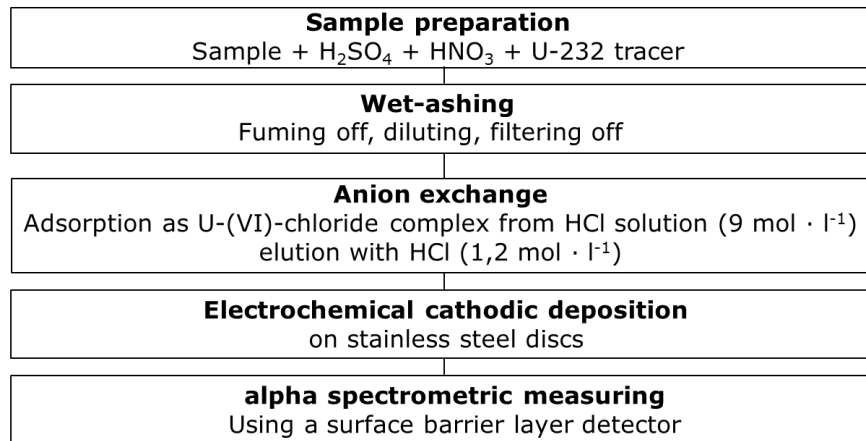 Sample preparation
Sample + H₂SO₄ + HNO₃ + U-232 tracer
Wet-ashing
Fuming off, diluting, filtering off
Anion exchange
Adsorption as U-(VI)-chloride complex from HCl solution (9 mol · l⁻¹)
elution with HCl (1,2 mol · l⁻¹)
Electrochemical cathodic deposition
on stainless steel discs
alpha spectrometric measuring
Using a surface barrier layer detector